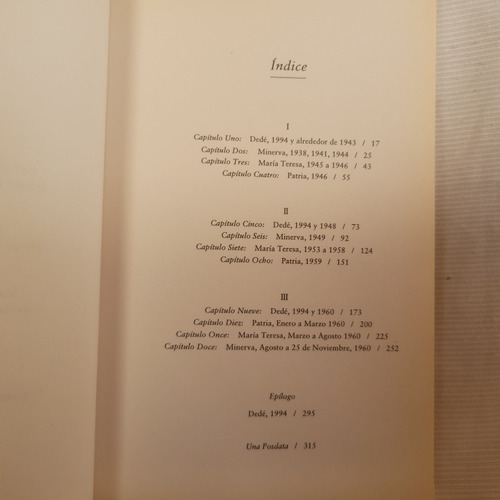 Índice
I
Capítulo Uno: Dedé, 1994 y alrededor de 1943 / 17
Capítulo Dos: Minerva, 1938, 1941, 1944 / 25
Capítulo Tres: María Teresa, 1945 a 1946 / 43
Capítulo Cuatro: Patria, 1946 / 55
II
Capítulo Cinco: Dedé, 1994 y 1948 / 73
Capítulo Seis: Minerva, 1949 / 92
Capítulo Siete: María Teresa, 1953 a 1958 / 124
Capítulo Ocho: Patria, 1959 / 151
III
Capítulo Nueve: Dedé, 1994 y 1960 / 173
Capítulo Diez: Patria, Enero a Marzo 1960 / 200
Capítulo Once: María Teresa, Marzo a Agosto 1960 / 225
Capítulo Doce: Minerva, Agosto a 25 de Noviembre, 1960 / 252
Epílogo
Dedé, 1994 / 295
Una Posdata / 315